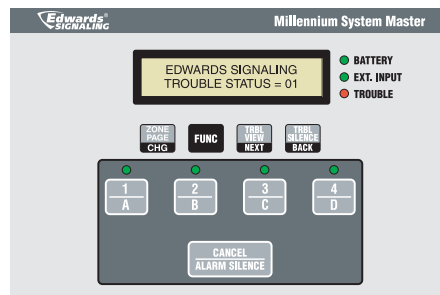 Edwards
SIGNALING
Millennium System Master
EDWARDS SIGNALING
TROUBLE STATUS = 01
BATTERY
EXT. INPUT
TROUBLE
ZONE
PAGE
CHG
FUNC
TRBL
VIEW
NEXT
TRBL
SILENCE
BACK
1
A
2
B
3
C
4
D
CANCEL
ALARM SILENCE